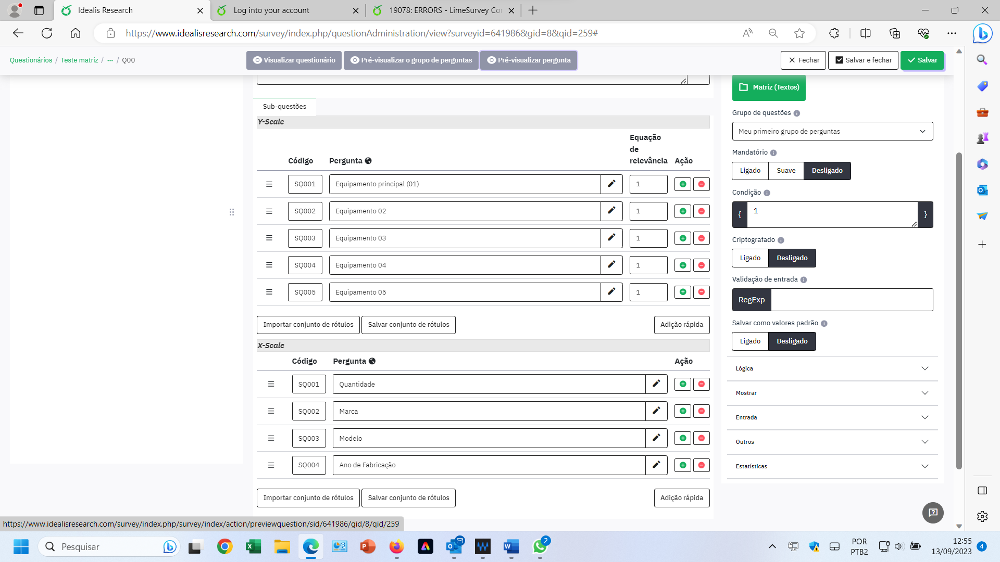 Idealis Research
Log into your account
19078: ERRORS - LimeSurvey Co
https://www.idealisresearch.com/survey/index.php/questionAdministration/view?surveyid=641986&gid=8&qid=259#
Questionários / Teste matriz / ... / Q00
Visualizar questionário
Pré-visualizar o grupo de perguntas
Pré-visualizar pergunta
Fechar
Salvar e fechar
Salvar
Matriz (Textos)
Sub-questões
Grupo de questões
Y-Scale
Meu primeiro grupo de perguntas
Código
Pergunta
Equação de relevância
Ação
Mandatório
Ligado
Suave
Desligado
SQ001
Equipamento principal (01)
1
Condição
{
1
}
SQ002
Equipamento 02
1
SQ003
Equipamento 03
1
Criptografado
Ligado
Desligado
SQ004
Equipamento 04
1
Validação de entrada
RegExp
SQ005
Equipamento 05
1
Importar conjunto de rótulos
Salvar conjunto de rótulos
Adição rápida
Salvar como valores padrão
Ligado
Desligado
X-Scale
Código
Pergunta
Ação
Lógica
SQ001
Quantidade
Mostrar
SQ002
Marca
Entrada
SQ003
Modelo
Outros
SQ004
Ano de Fabricação
Estatísticas
Importar conjunto de rótulos
Salvar conjunto de rótulos
Adição rápida
https://www.idealisresearch.com/survey/index.php/survey/index/action/previewquestion/sid/641986/gid/8/qid/259
Pesquisar
2
POR
PTB2
12:55
13/09/2023
4